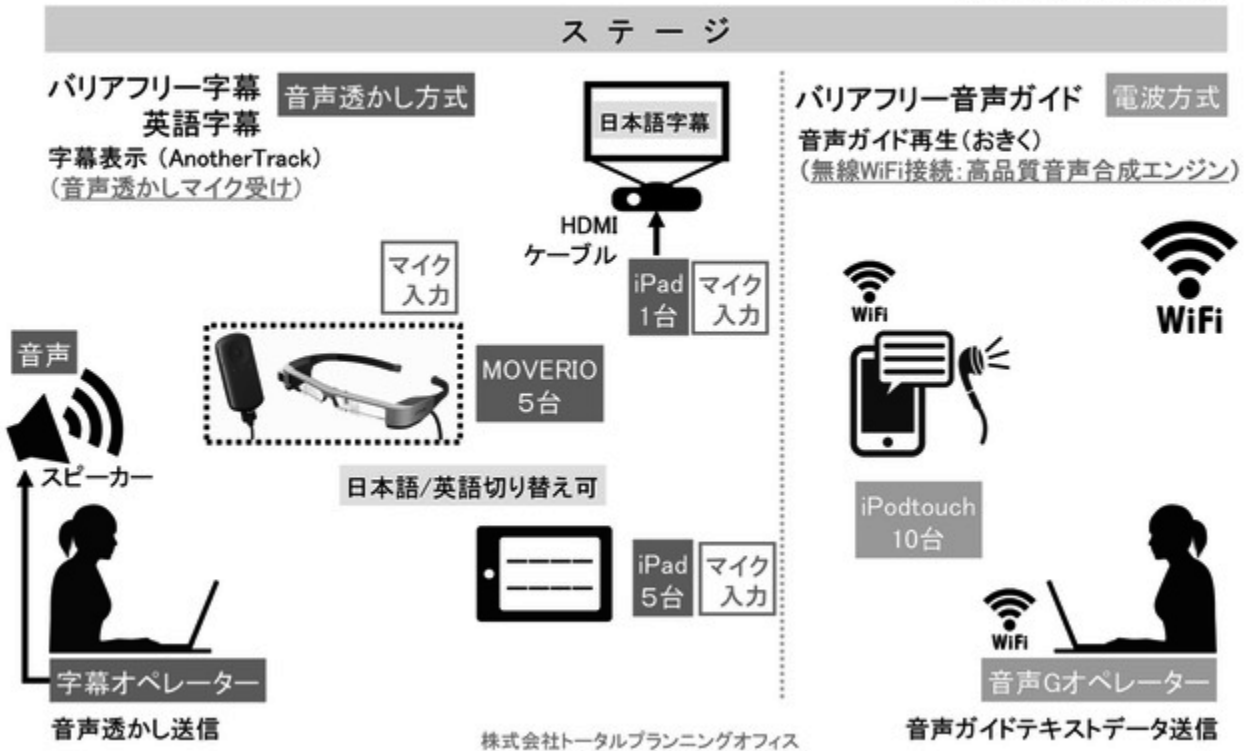 ステージ
バリアフリー字幕
英語字幕
音声透かし方式
字幕表示（AnotherTrack）
（音声透かしマイク受け）
日本語字幕
HDMI
ケーブル
iPad
1台
マイク
入力
マイク
入力
MOVERIO
5台
音声
スピーカー
日本語/英語切り替え可
iPad
5台
マイク
入力
字幕オペレーター
音声透かし送信
バリアフリー音声ガイド
電波方式
音声ガイド再生（おきく）
（無線WiFi接続：高品質音声合成エンジン）
WiFi
WiFi
iPodtouch
10台
WiFi
音声Gオペレーター
音声ガイドテキストデータ送信
株式会社トータルプランニングオフィス